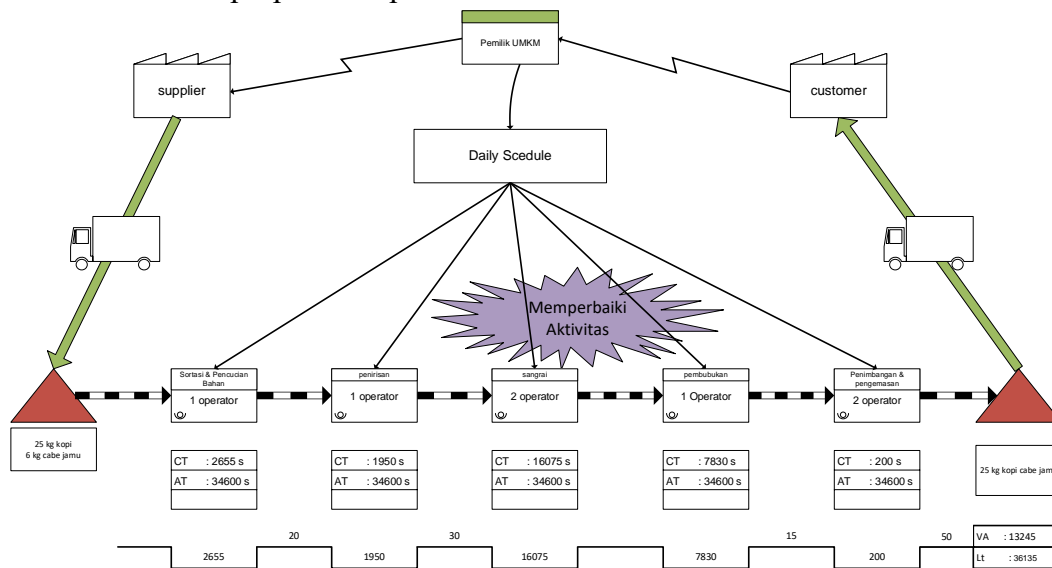 Pemilik UMKM
supplier
customer
Daily Scedule
Memperbaiki
Aktivitas
Sortasi & Pencucian
Bahan
1 operator
penirisan
1 operator
sangrai
2 operator
pembubukan
1 Operator
Penimbangan &
pengemasan
2 operator
25 kg kopi
6 kg cabe jamu
25 kg kopi cabe jamu
CT : 2655 s
AT : 34600 s
CT : 1950 s
AT : 34600 s
CT : 16075 s
AT : 34600 s
CT : 7830 s
AT : 34600 s
CT : 200 s
AT : 34600 s
20
30
15
50
VA : 13245
2655
1950
16075
7830
200
Lt : 36135